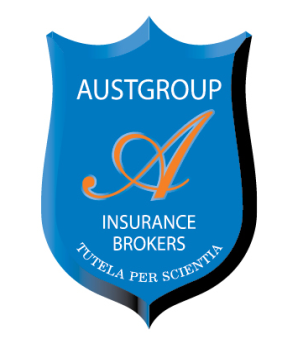 AUSTGROUP
A
INSURANCE
BROKERS
TUTELA PER SCIENTIA